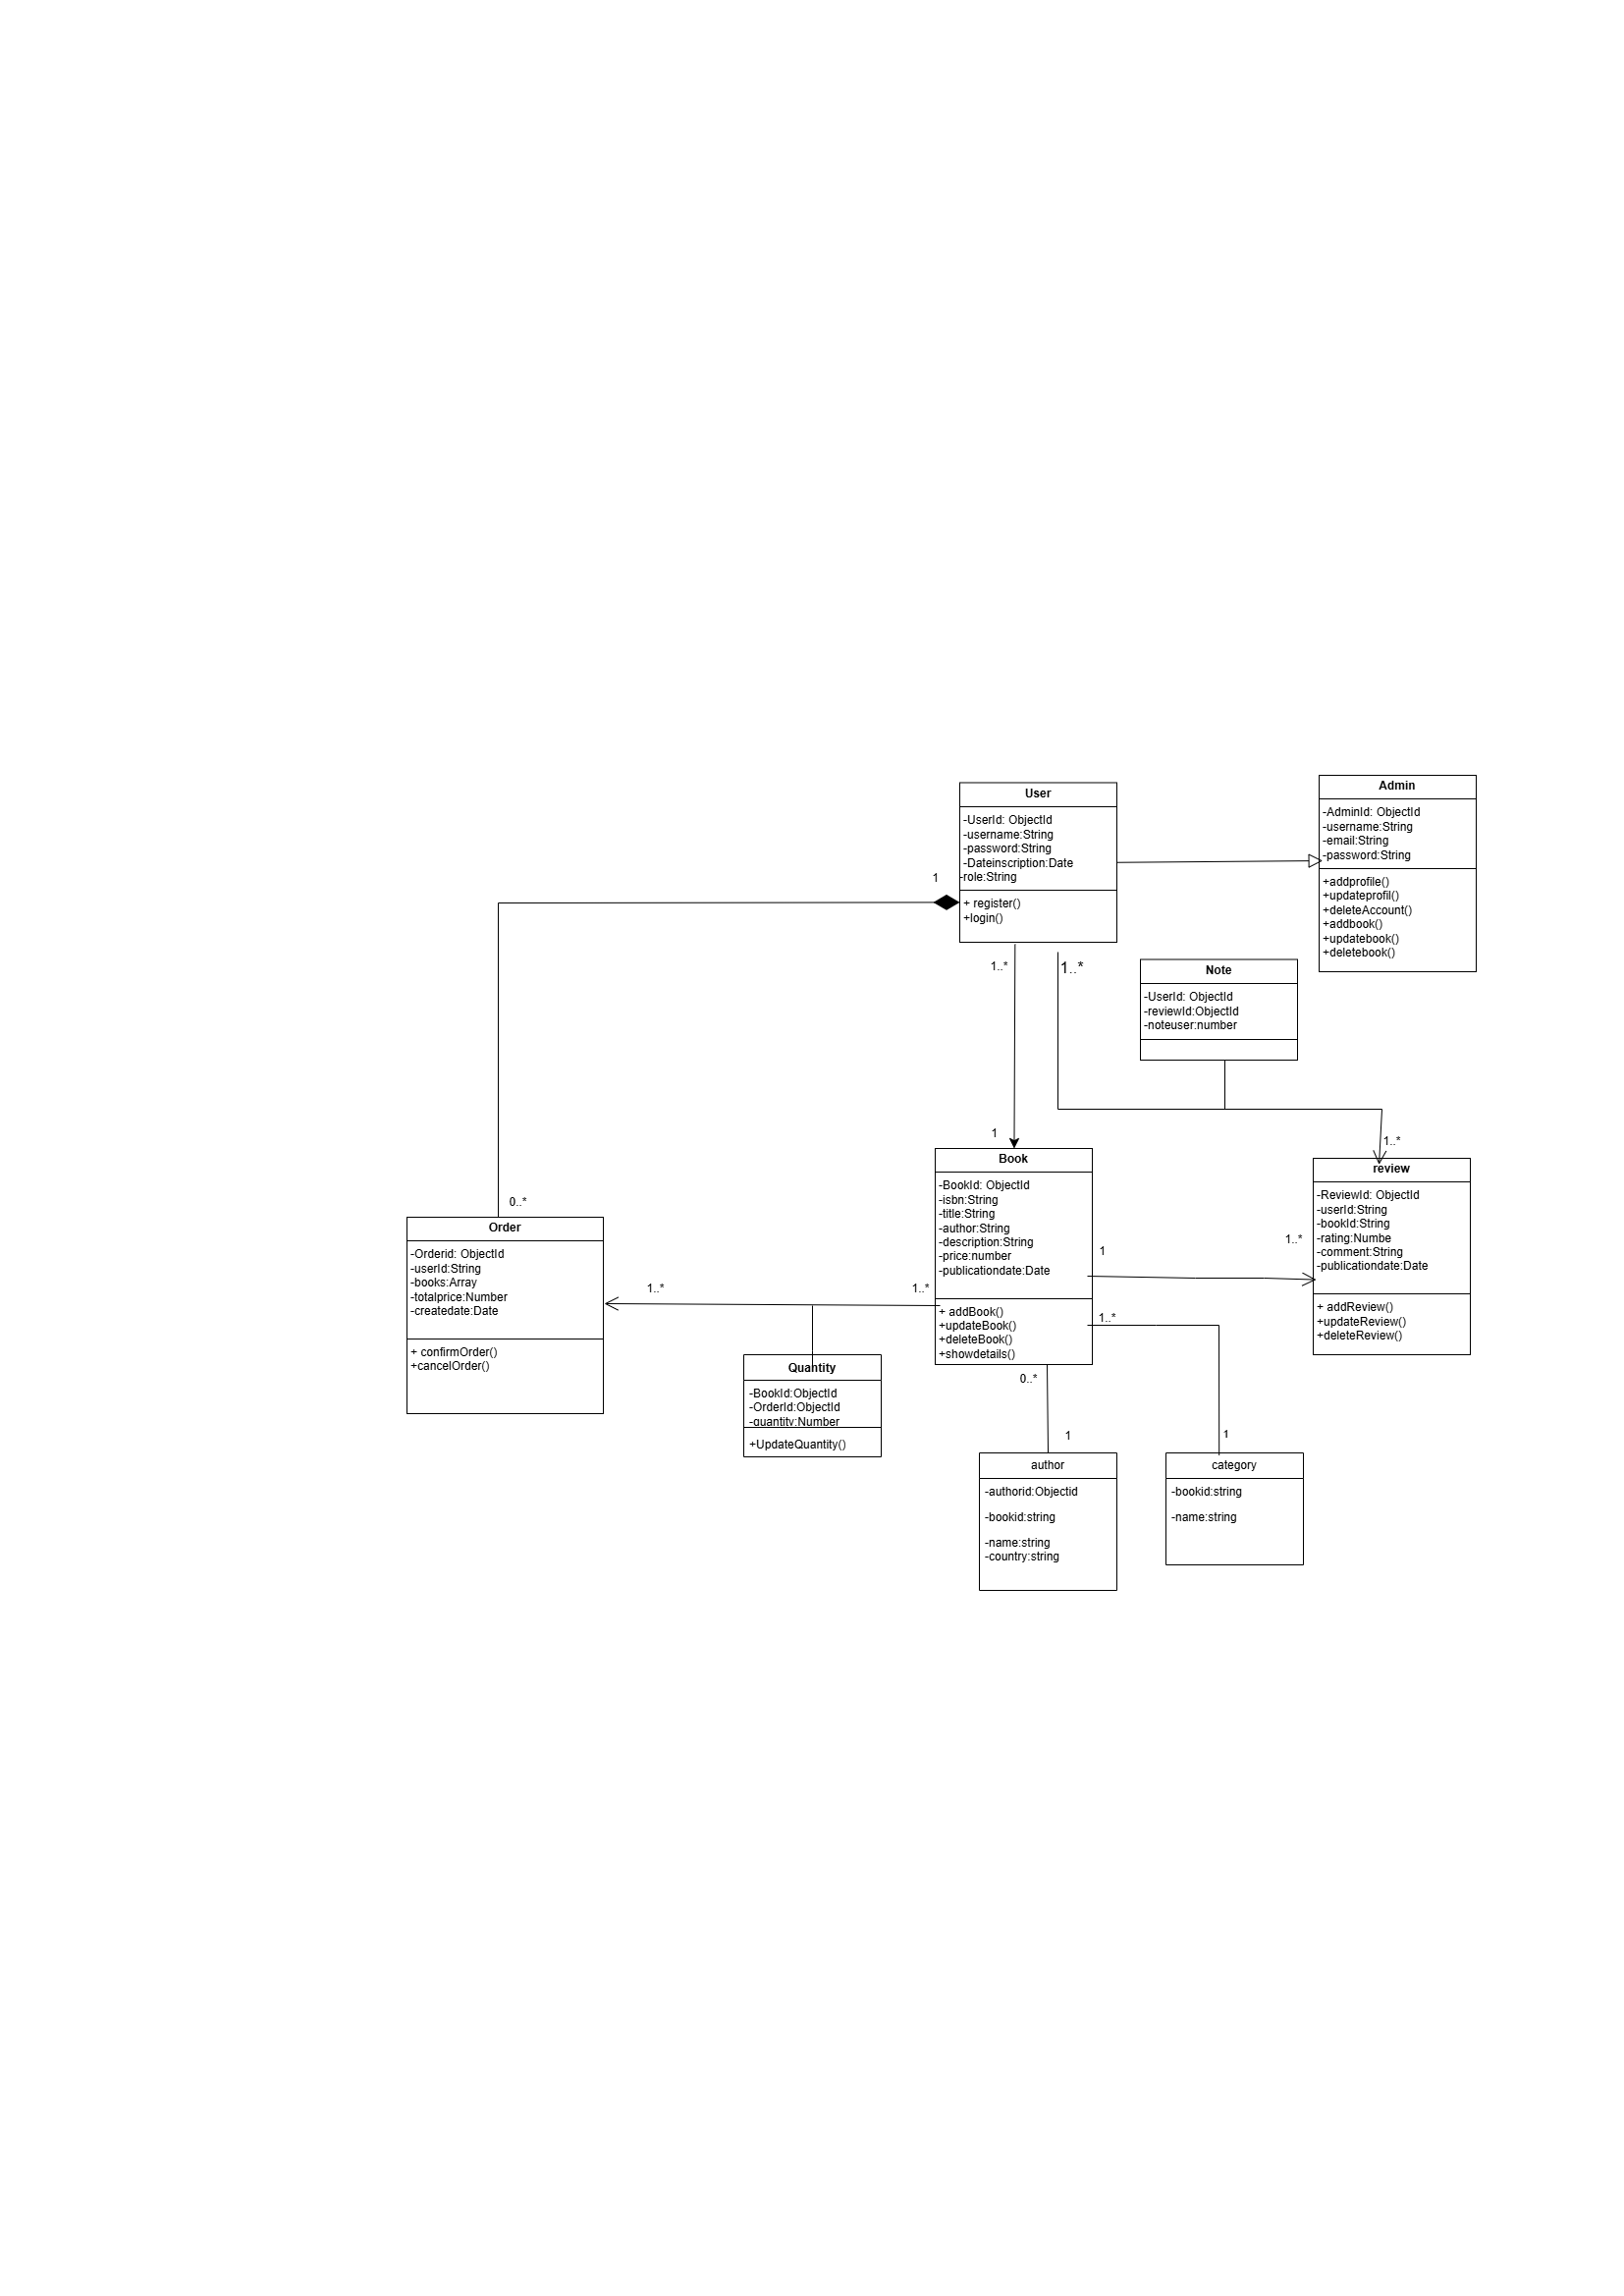 User
-UserId: ObjectId
-username:String
-password:String
-Dateinscription:Date
-role:String
+ register()
+login()
Admin
-AdminId: ObjectId
-username:String
-email:String
-password:String
+addprofile()
+updateprofil()
+deleteAccount()
+addbook()
+updatebook()
+deletebook()
1
1..*
1..*
Note
-UserId: ObjectId
-reviewId:ObjectId
-noteuser:number
1
1..*
0..*
Order
-Orderid: ObjectId
-userId:String
-books:Array
-totalprice:Number
-createdate:Date
+ confirmOrder()
+cancelOrder()
1..*
1..*
Book
-BookId: ObjectId
-isbn:String
-title:String
-author:String
-description:String
-price:number
-publicationdate:Date
+ addBook()
+updateBook()
+deleteBook()
+showdetails()
1
1..*
review
-ReviewId: ObjectId
-userId:String
-bookId:String
-rating:Numbe
-comment:String
-publicationdate:Date
+ addReview()
+updateReview()
+deleteReview()
1..*
0..*
Quantity
-BookId:ObjectId
-OrderId:ObjectId
-quantity:Number
+UpdateQuantity()
1
1
author
-authorid:Objectid
-bookid:string
-name:string
-country:string
category
-bookid:string
-name:string